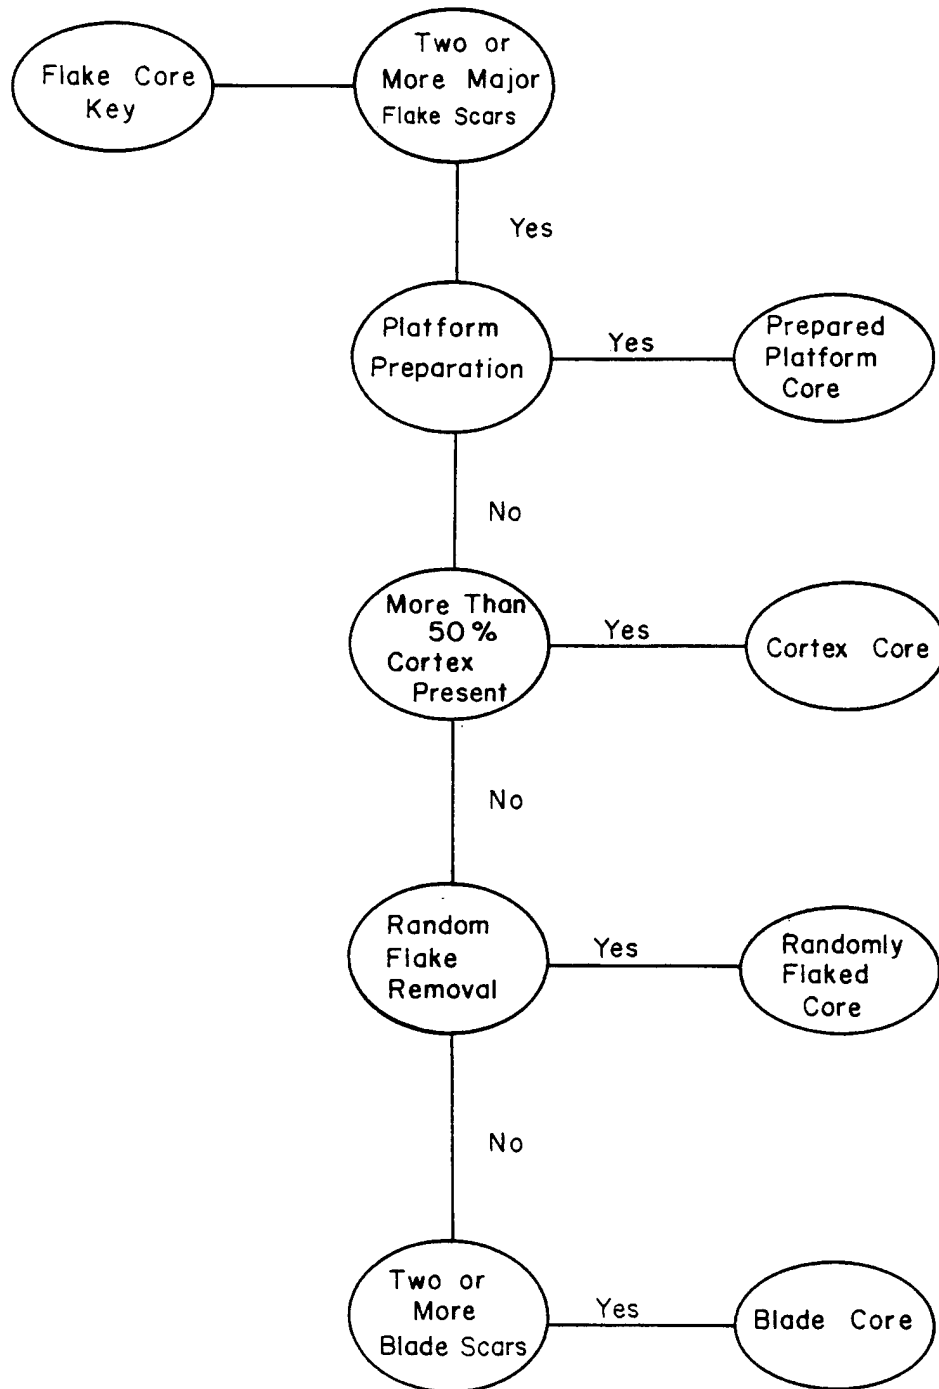 Flake Core
Key
Two or
More Major
Flake Scars
Yes
Platform
Preparation
Yes
Prepared
Platform
Core
No
More Than
50%
Cortex
Present
Yes
Cortex Core
No
Random
Flake
Removal
Yes
Randomly
Flaked
Core
No
Two or
More
Blade Scars
Yes
Blade Core